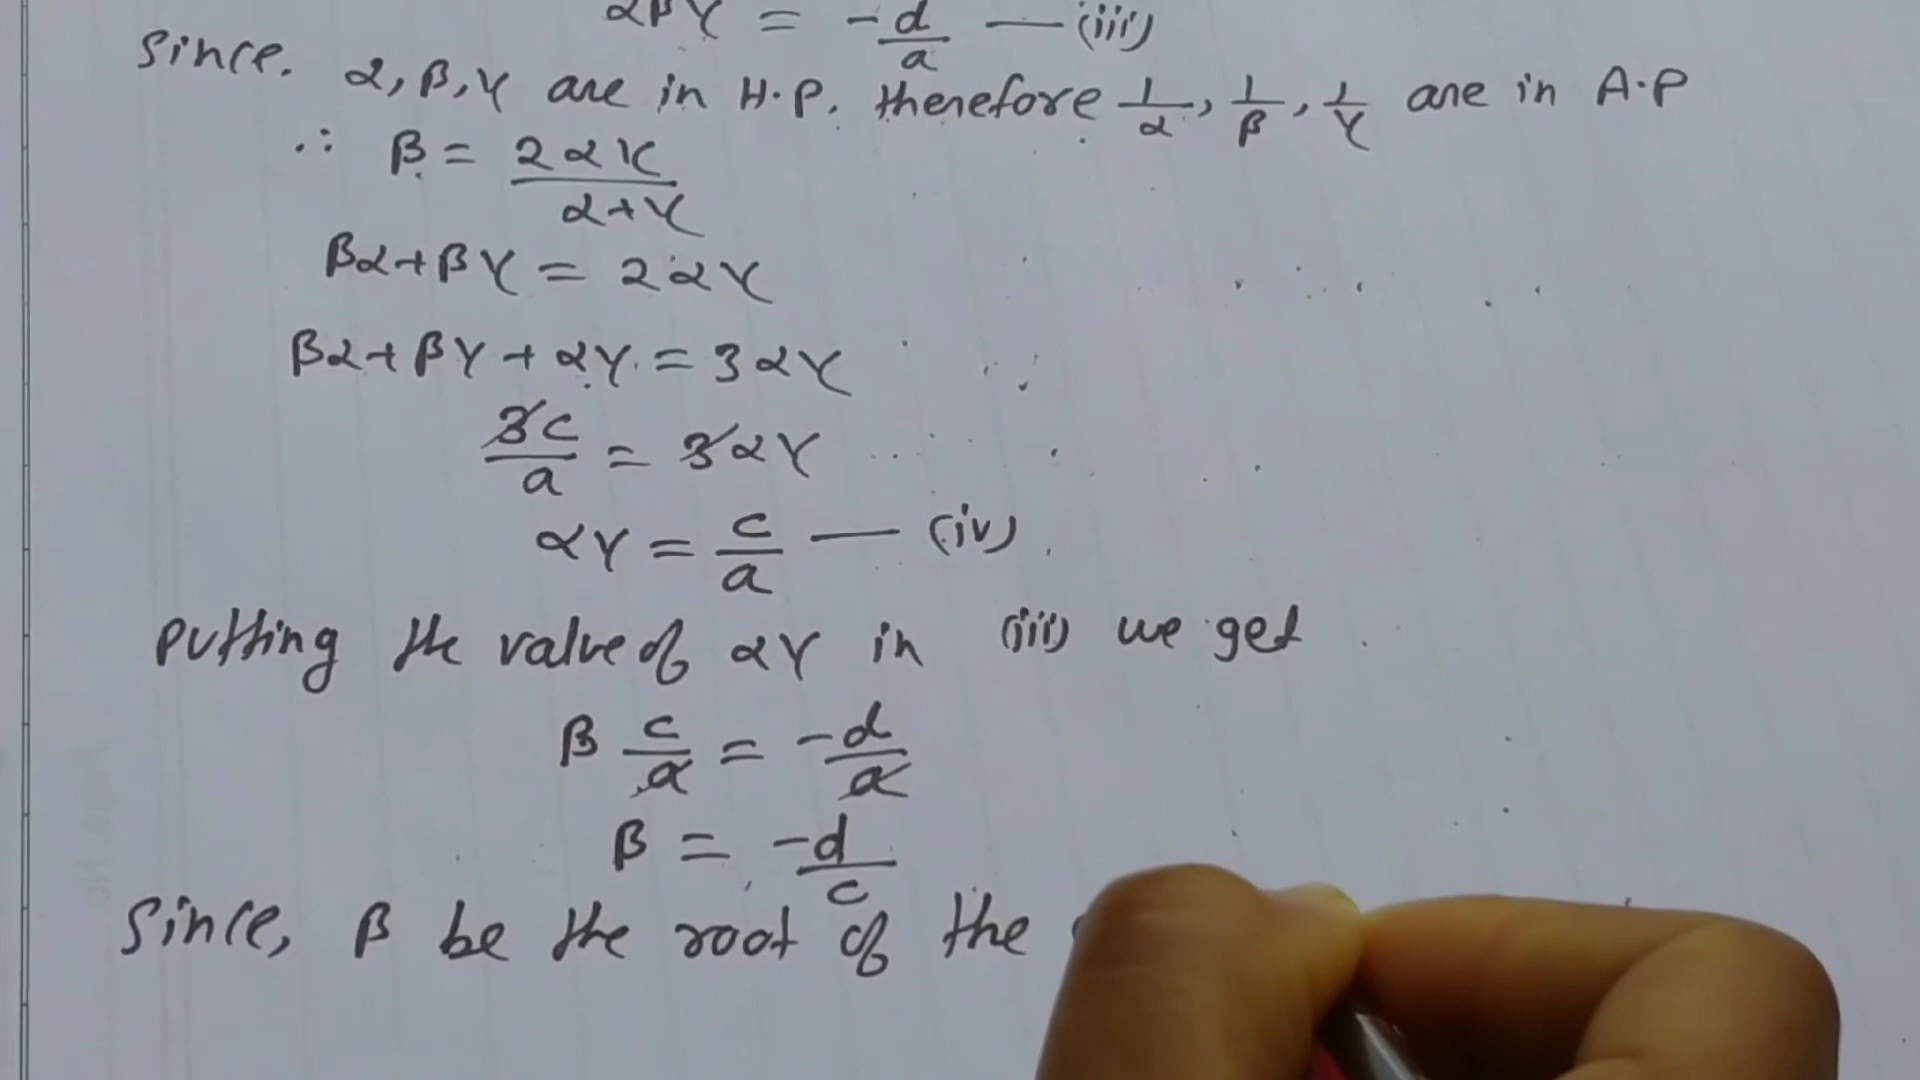 αβγ = -d/a — (iii)
Since. α, β, γ are in H.P. therefore 1/α, 1/β, 1/γ are in A.P
∴ β = 2αγ/α+γ
βα+βγ = 2αγ
βα+βγ+αγ = 3αγ
3c/a = 3αγ
αγ = c/a — (iv)
putting the value of αγ in (iii) we get
β c/a = -d/a
β = -d/c
Since, β be the root of the